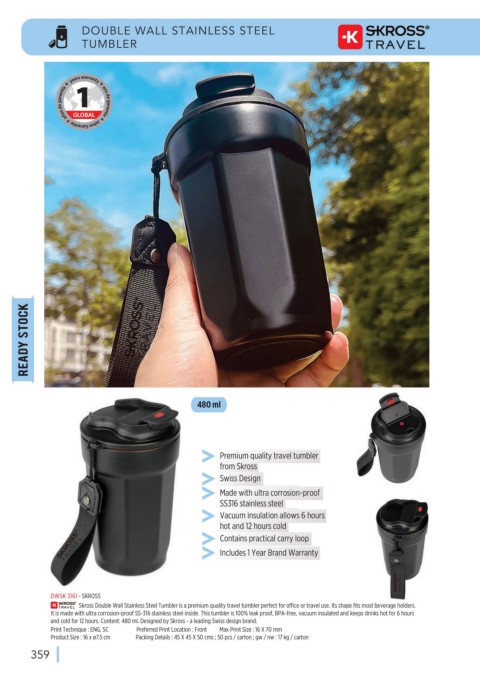 DOUBLE WALL STAINLESS STEEL
TUMBLER
SKROSS®
TRAVEL
1
GLOBAL
SKROSS
TRAVEL
READY STOCK
480 ml
Premium quality travel tumbler
from Skross
Swiss Design
Made with ultra corrosion-proof
SS316 stainless steel
Vacuum insulation allows 6 hours
hot and 12 hours cold
Contains practical carry loop
Includes 1 Year Brand Warranty
SKROSS
DWSK 3161 - SKROSS
SKROSS TRAVEL Skross Double Wall Stainless Steel Tumbler is a premium quality travel tumbler perfect for office or travel use. Its shape fits most beverage holders.
It is made with ultra corrosion-proof SS-316 stainless steel inside. This tumbler is 100% leak proof, BPA-free, vacuum insulated and keeps drinks hot for 6 hours
and cold for 12 hours. Content: 480 ml. Designed by Skross - a leading Swiss design brand.
Print Technique : ENG, SC Preferred Print Location : Front Max Print Size : 16 X 70 mm
Product Size : 16 x ø7.5 cm Packing Details : 45 X 45 X 50 cms ; 50 pcs / carton ; gw / nw : 17 kg / carton
359